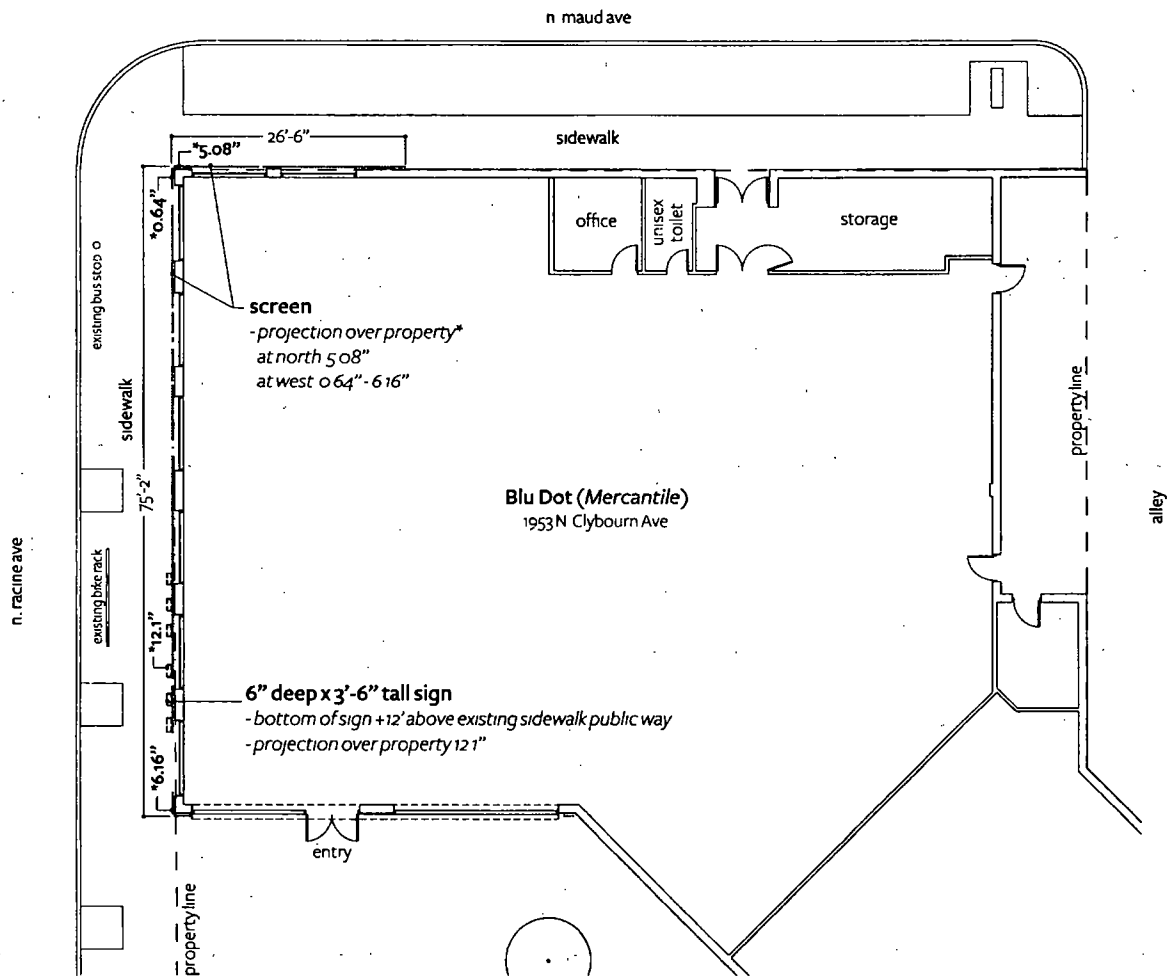 n maud ave
26'-6"
sidewalk
*5.08"
office
unisex
toilet
storage
*0.64"
existing bus stop
screen
-projection over property*
at north 5 08"
at west 0 64" - 6 16"
sidewalk
property line
75'-2"
Blu Dot (Mercantile)
1953 N Clybourn Ave
alley
n. racine ave
existing bike rack
*12.1"
6" deep x 3'-6" tall sign
- bottom of sign +12' above existing sidewalk public way
- projection over property 12 1"
*6.16"
entry
property line